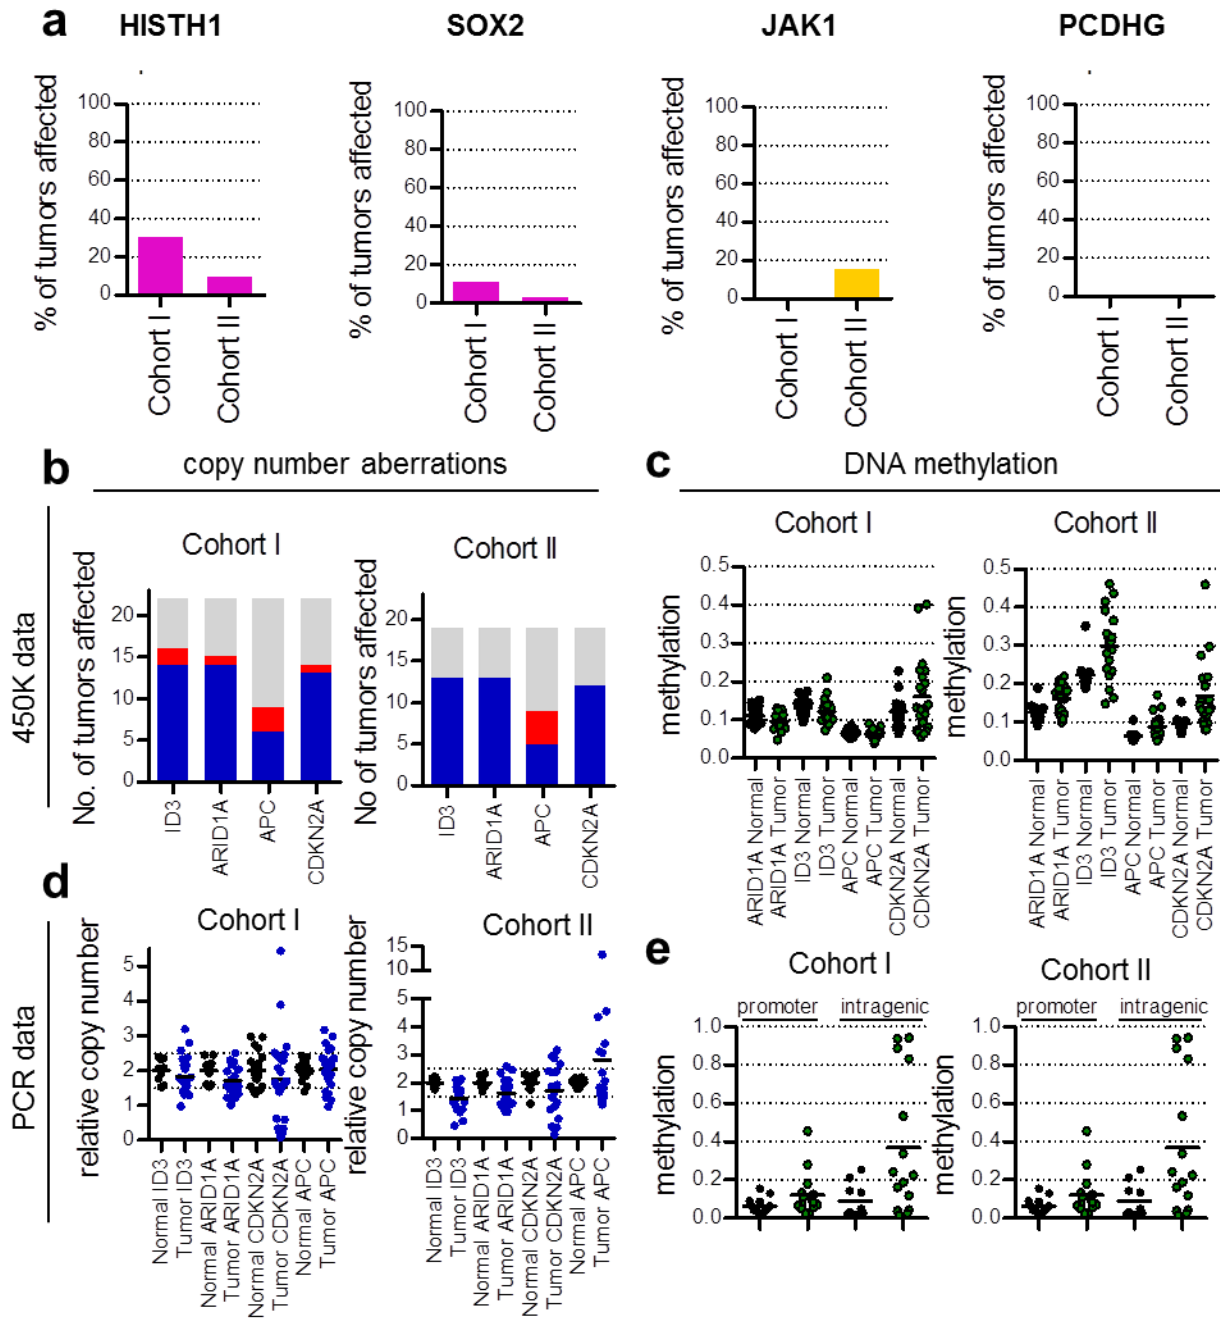 a
HISTH1
SOX2
JAK1
PCDHG
% of tumors affected
100
80
60
40
20
0
Cohort I
Cohort II
% of tumors affected
100
80
60
40
20
0
Cohort I
Cohort II
% of tumors affected
100
80
60
40
20
0
Cohort I
Cohort II
% of tumors affected
100
80
60
40
20
0
Cohort I
Cohort II
b
copy number aberrations
450K data
Cohort I
No. of tumors affected
20
15
10
5
0
ID3
ARID1A
APC
CDKN2A
Cohort II
No of tumors affected
20
15
10
5
0
ID3
ARID1A
APC
CDKN2A
c
DNA methylation
Cohort I
methylation
0.5
0.4
0.3
0.2
0.1
0.0
ARID1A Normal
ARID1A Tumor
ID3 Normal
ID3 Tumor
APC Normal
APC Tumor
CDKN2A Normal
CDKN2A Tumor
Cohort II
methylation
0.5
0.4
0.3
0.2
0.1
0.0
ARID1A Normal
ARID1A Tumor
ID3 Normal
ID3 Tumor
APC Normal
APC Tumor
CDKN2A Normal
CDKN2A Tumor
d
PCR data
Cohort I
relative copy number
5
4
3
2
1
0
Normal ID3
Tumor ID3
Normal ARID1A
Tumor ARID1A
Normal CDKN2A
Tumor CDKN2A
Normal APC
Tumor APC
Cohort II
relative copy number
15
10
5
4
3
2
1
0
Normal ID3
Tumor ID3
Normal ARID1A
Tumor ARID1A
Normal CDKN2A
Tumor CDKN2A
Normal APC
Tumor APC
e
Cohort I
promoter
intragenic
methylation
1.0
0.8
0.6
0.4
0.2
0.0
Cohort II
promoter
intragenic
methylation
1.0
0.8
0.6
0.4
0.2
0.0